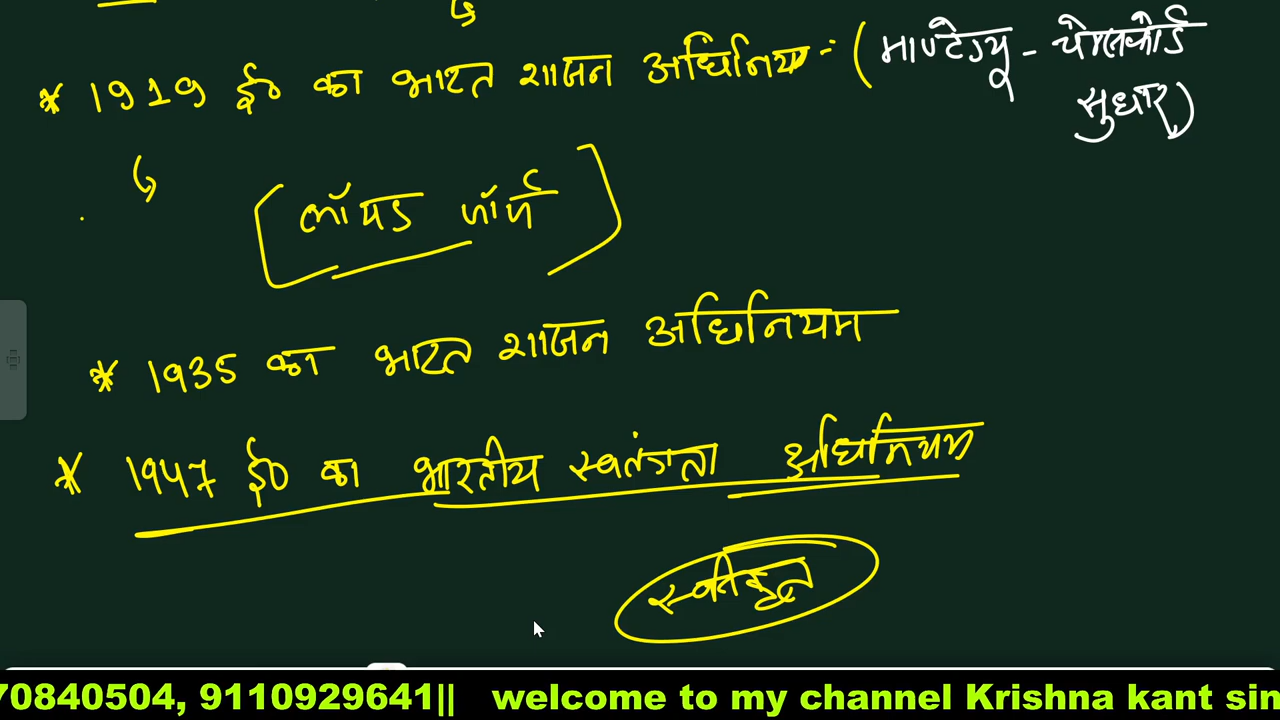 * 1919 ई० का भारत शासन अधिनियम :- (माण्टेग्यू - चेम्सफोर्ड
सुधार)
[लॉयड जॉर्ज]
* 1935 का भारत शासन अधिनियम
* 1947 ई० का भारतीय स्वतंत्रता अधिनियम
स्वीकृत
70840504, 9110929641|| welcome to my channel Krishna kant sin